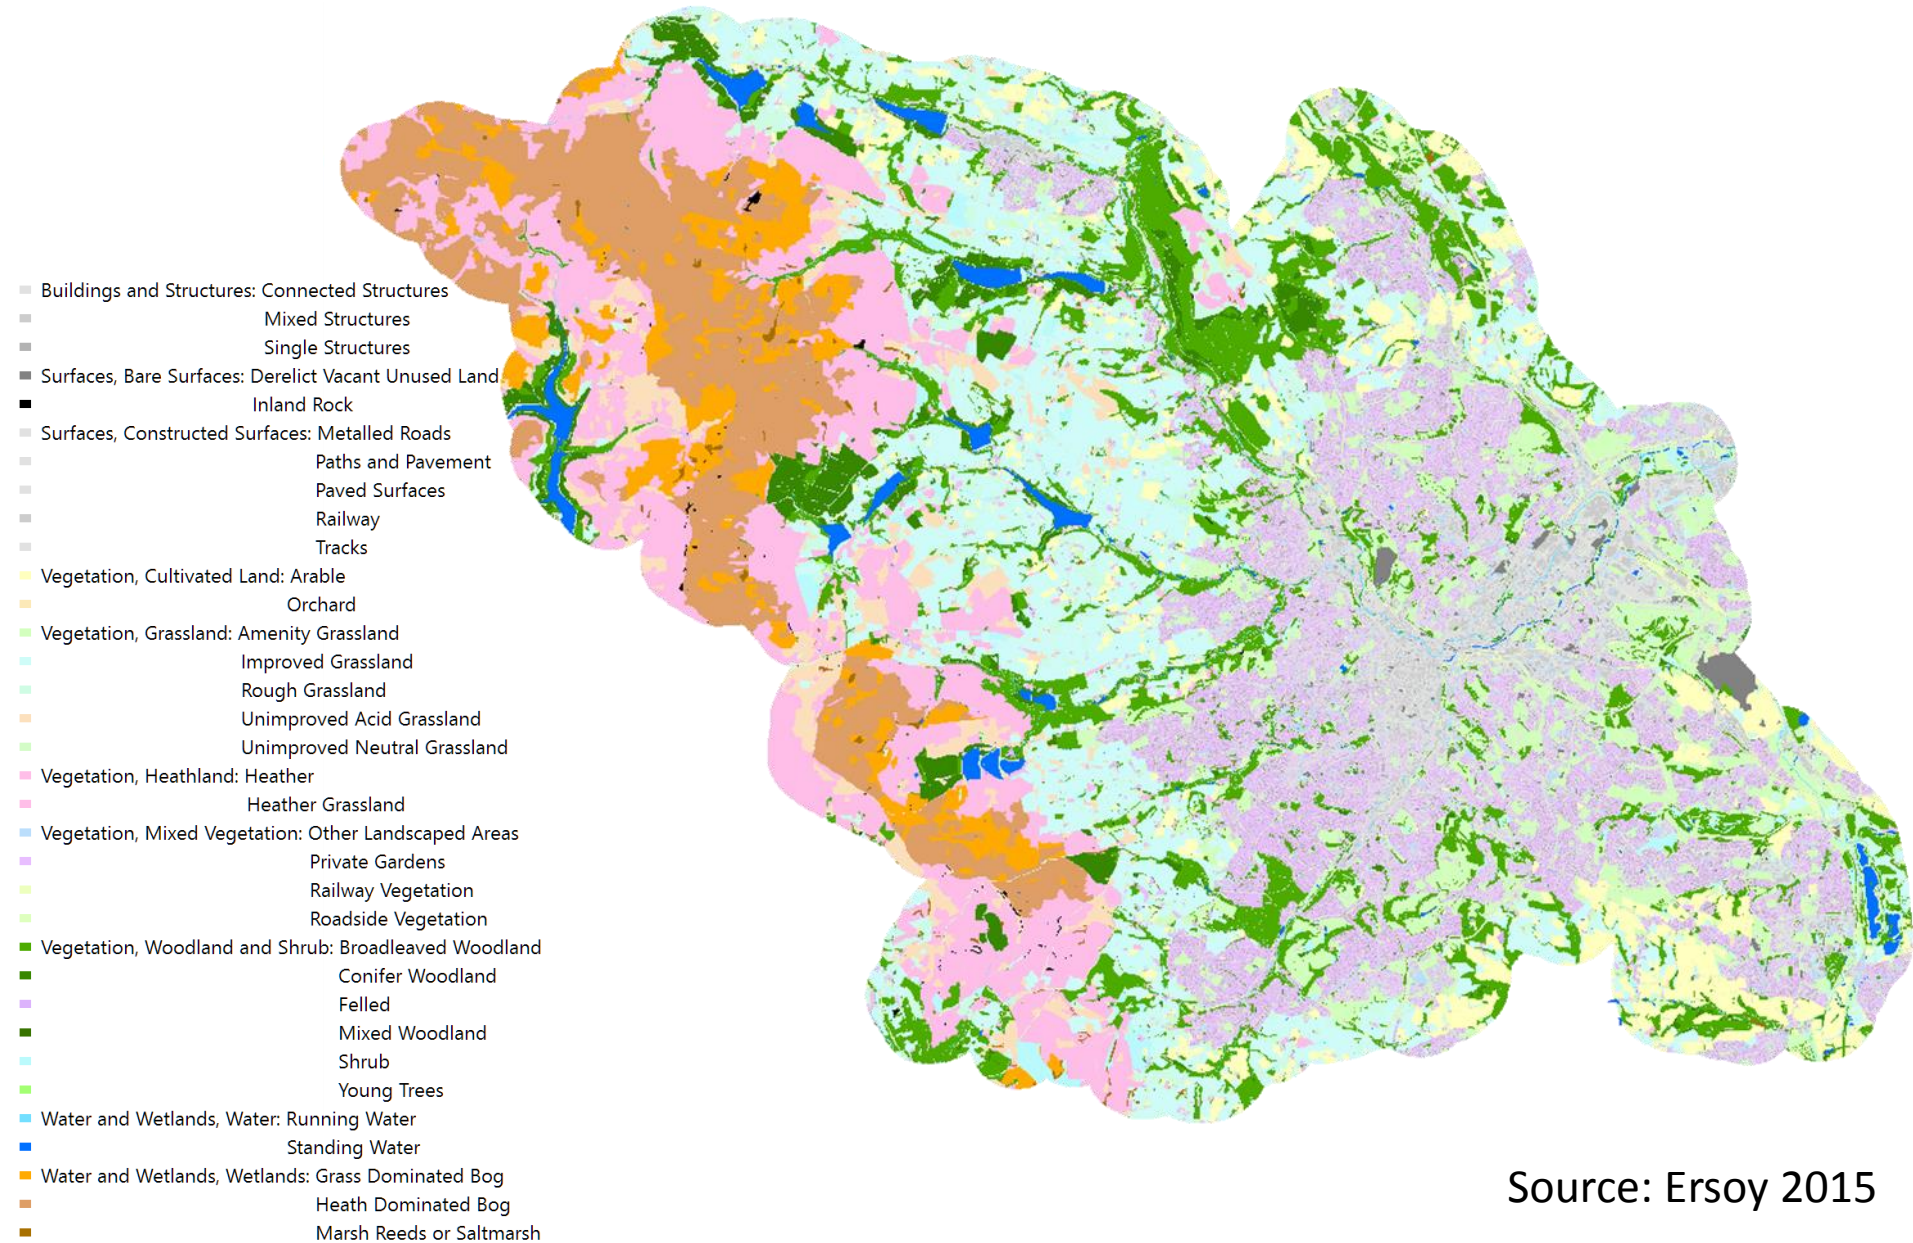 Buildings and Structures: Connected Structures
Mixed Structures
Single Structures
Surfaces, Bare Surfaces: Derelict Vacant Unused Land
Inland Rock
Surfaces, Constructed Surfaces: Metalled Roads
Paths and Pavement
Paved Surfaces
Railway
Tracks
Vegetation, Cultivated Land: Arable
Orchard
Vegetation, Grassland: Amenity Grassland
Improved Grassland
Rough Grassland
Unimproved Acid Grassland
Unimproved Neutral Grassland
Vegetation, Heathland: Heather
Heather Grassland
Vegetation, Mixed Vegetation: Other Landscaped Areas
Private Gardens
Railway Vegetation
Roadside Vegetation
Vegetation, Woodland and Shrub: Broadleaved Woodland
Conifer Woodland
Felled
Mixed Woodland
Shrub
Young Trees
Water and Wetlands, Water: Running Water
Standing Water
Water and Wetlands, Wetlands: Grass Dominated Bog
Heath Dominated Bog
Marsh Reeds or Saltmarsh
Source: Ersoy 2015